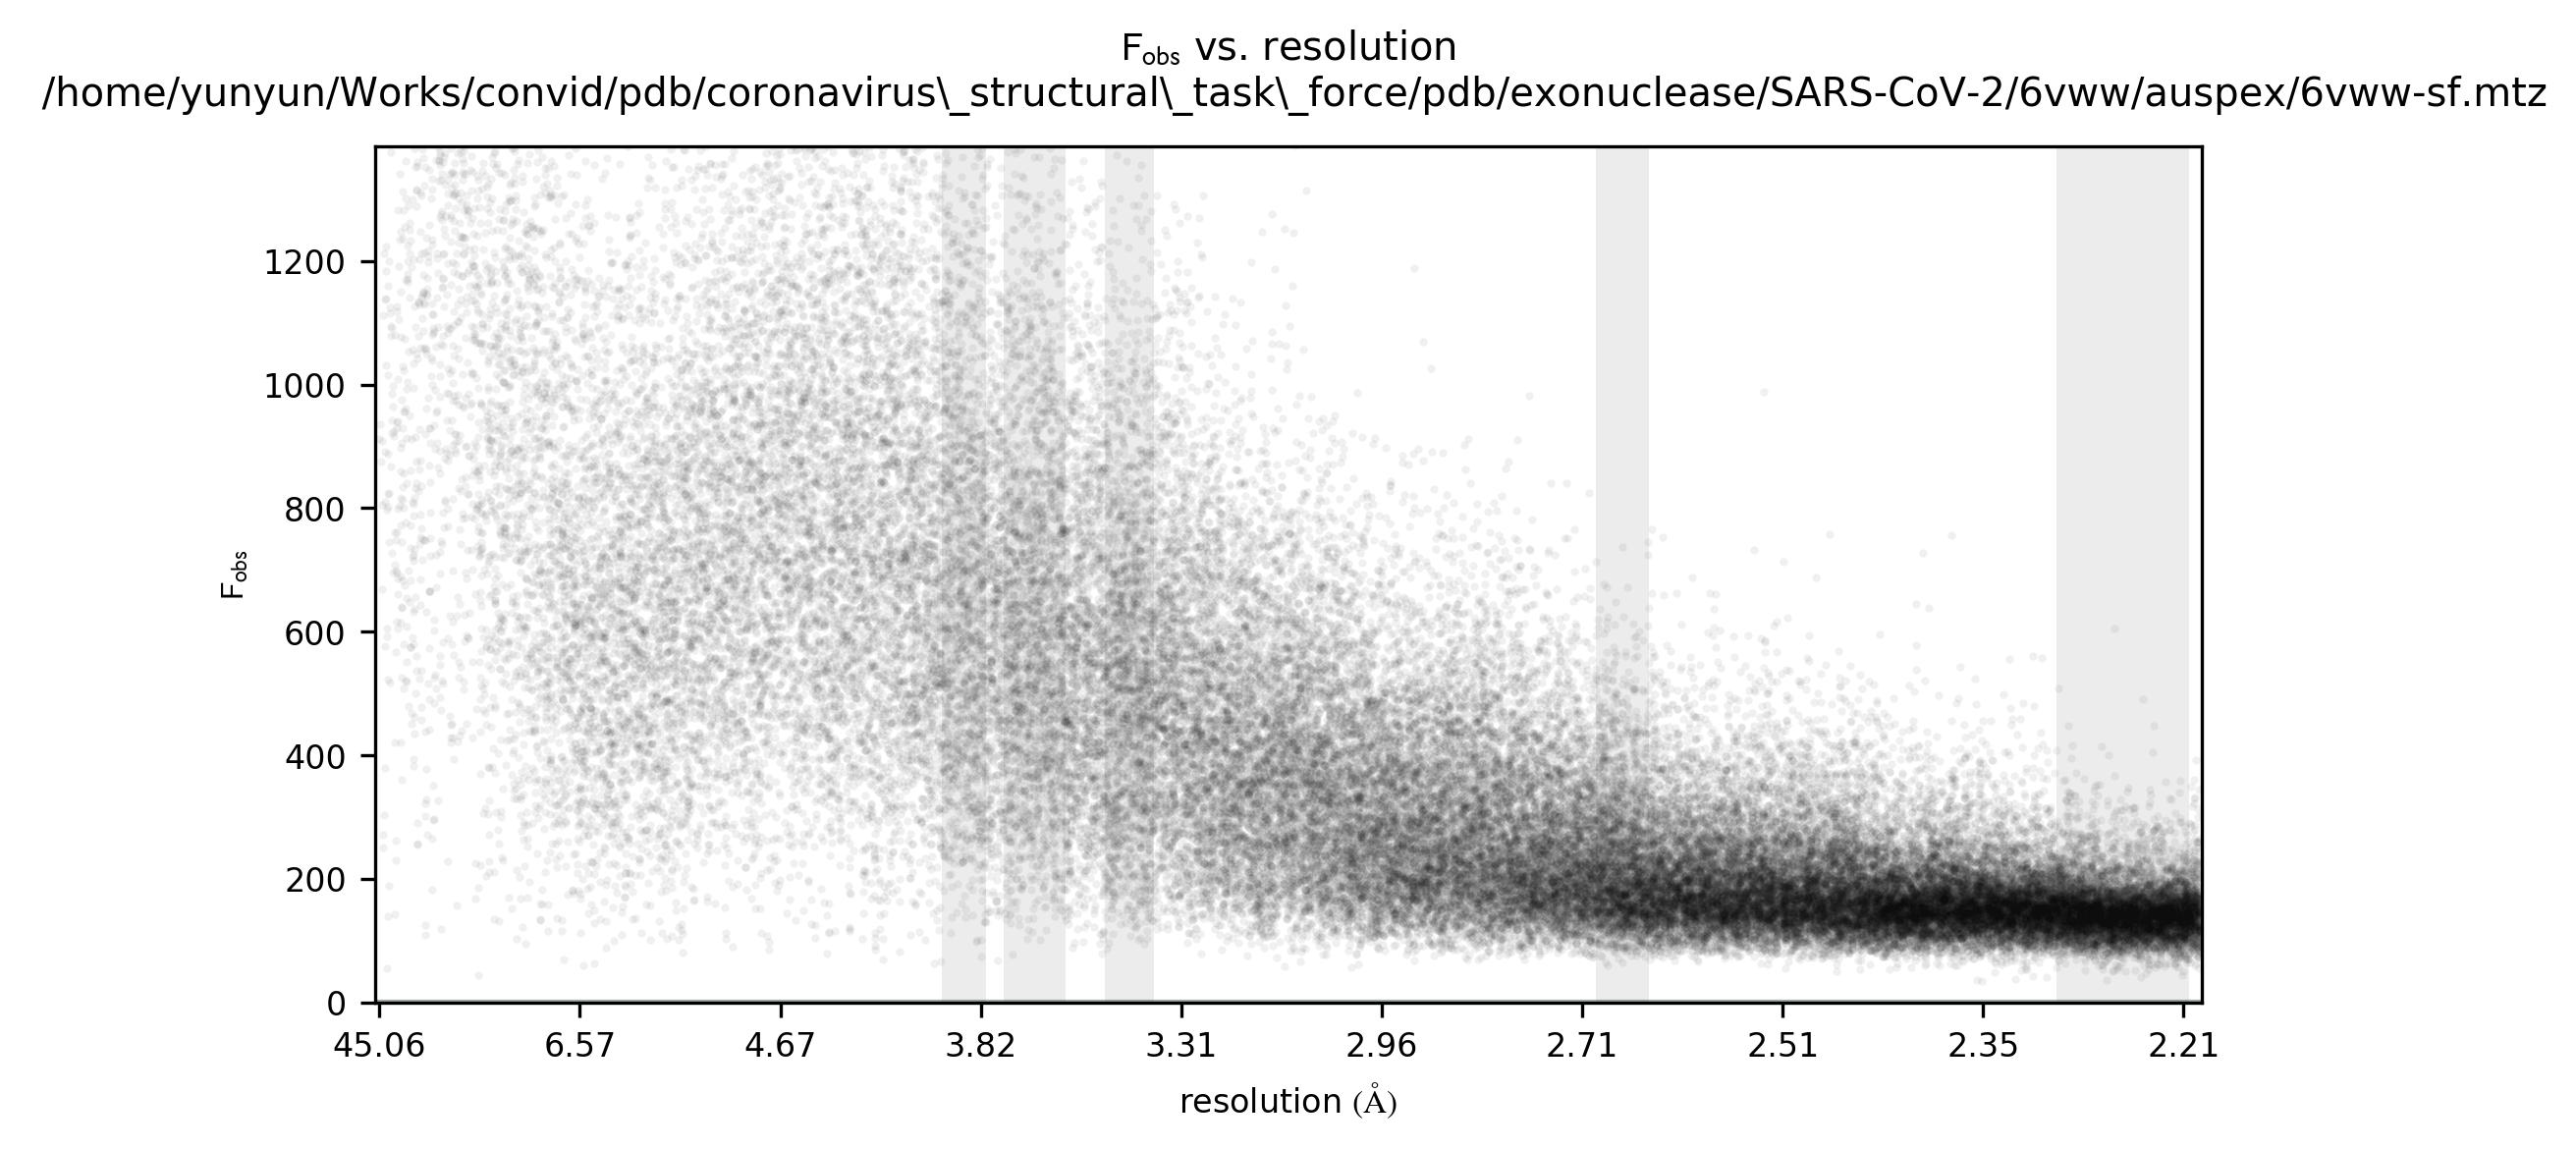 Fobs vs. resolution
/home/yunyun/Works/convid/pdb/coronavirus\_structural\_task\_force/pdb/exonuclease/SARS-CoV-2/6vww/auspex/6vww-sf.mtz
1200
1000
800
600
400
200
0
Fobs
45.06 6.57 4.67 3.82 3.31 2.96 2.71 2.51 2.35 2.21
resolution (Å)